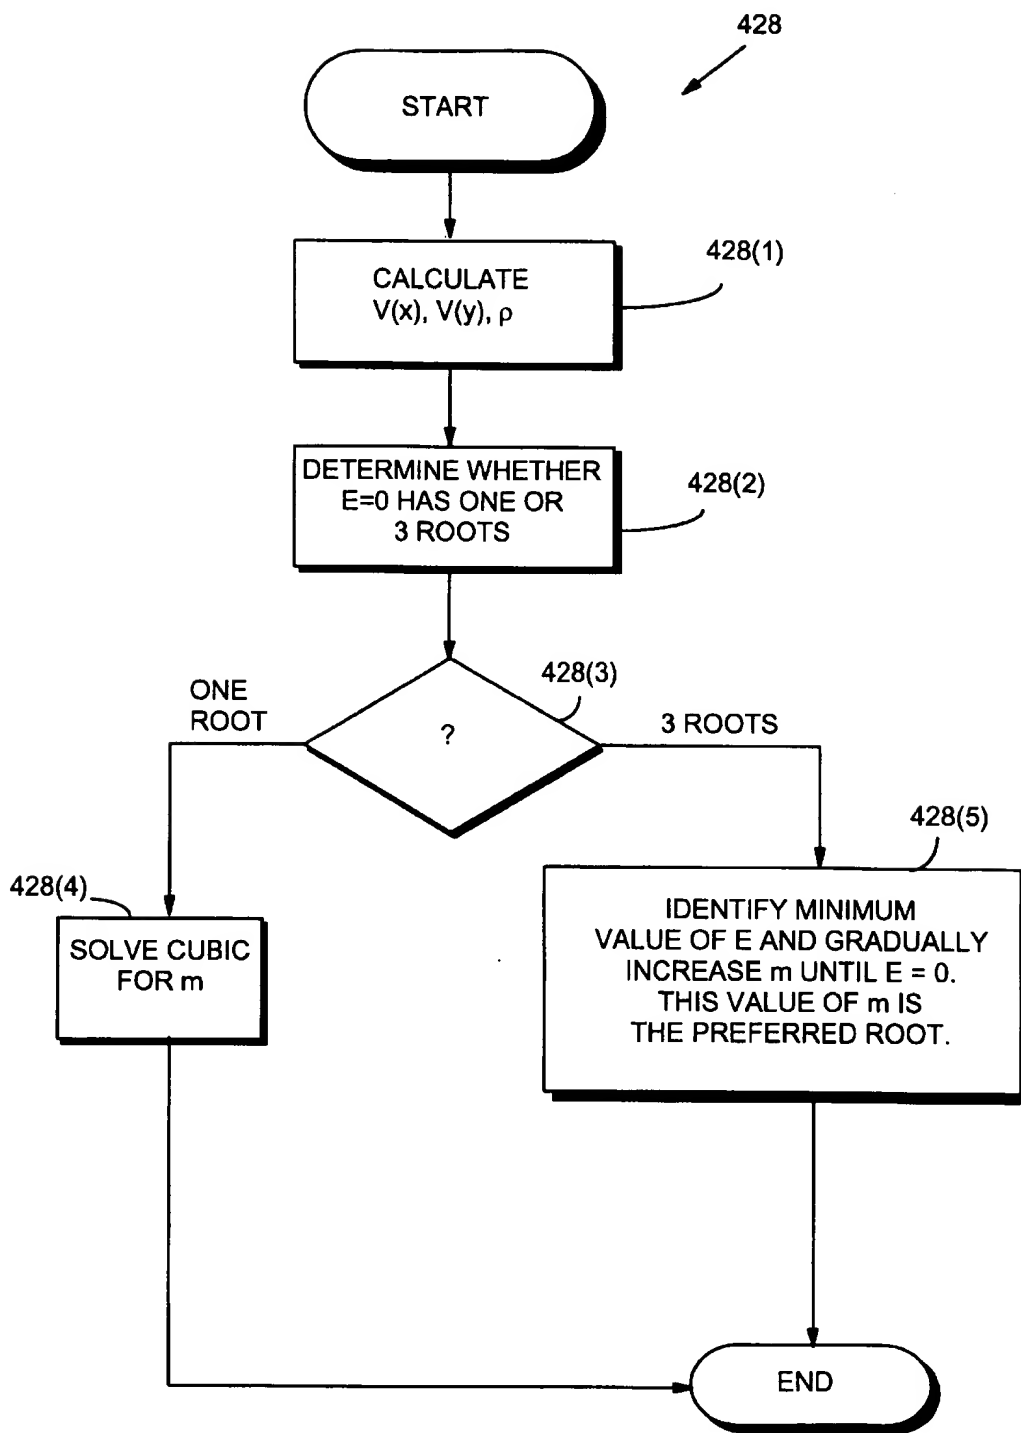 428
START
428(1)
CALCULATE
V(x), V(y), ρ
DETERMINE WHETHER
E=0 HAS ONE OR
3 ROOTS
428(2)
428(3)
ONE
ROOT
?
3 ROOTS
428(5)
428(4)
SOLVE CUBIC
FOR m
IDENTIFY MINIMUM
VALUE OF E AND GRADUALLY
INCREASE m UNTIL E = 0.
THIS VALUE OF m IS
THE PREFERRED ROOT.
END